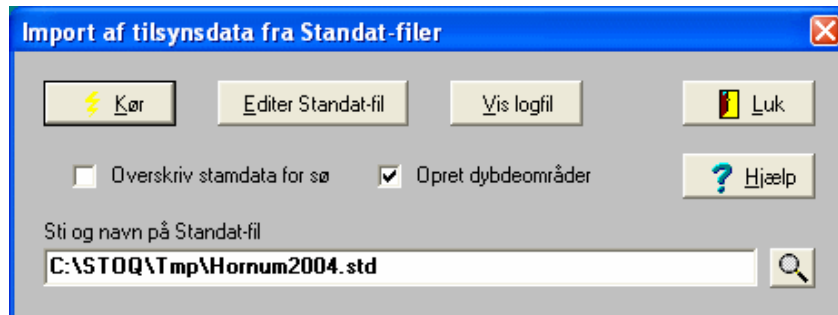 Import af tilsynsdata fra Standat-filer
Kør Editer Standat-fil Vis logfil Luk
Overskriv stamdata for sø Opret dybdeområder Hjælp
Sti og navn på Standat-fil
C:\STOQ\Tmp\Hornum2004.std